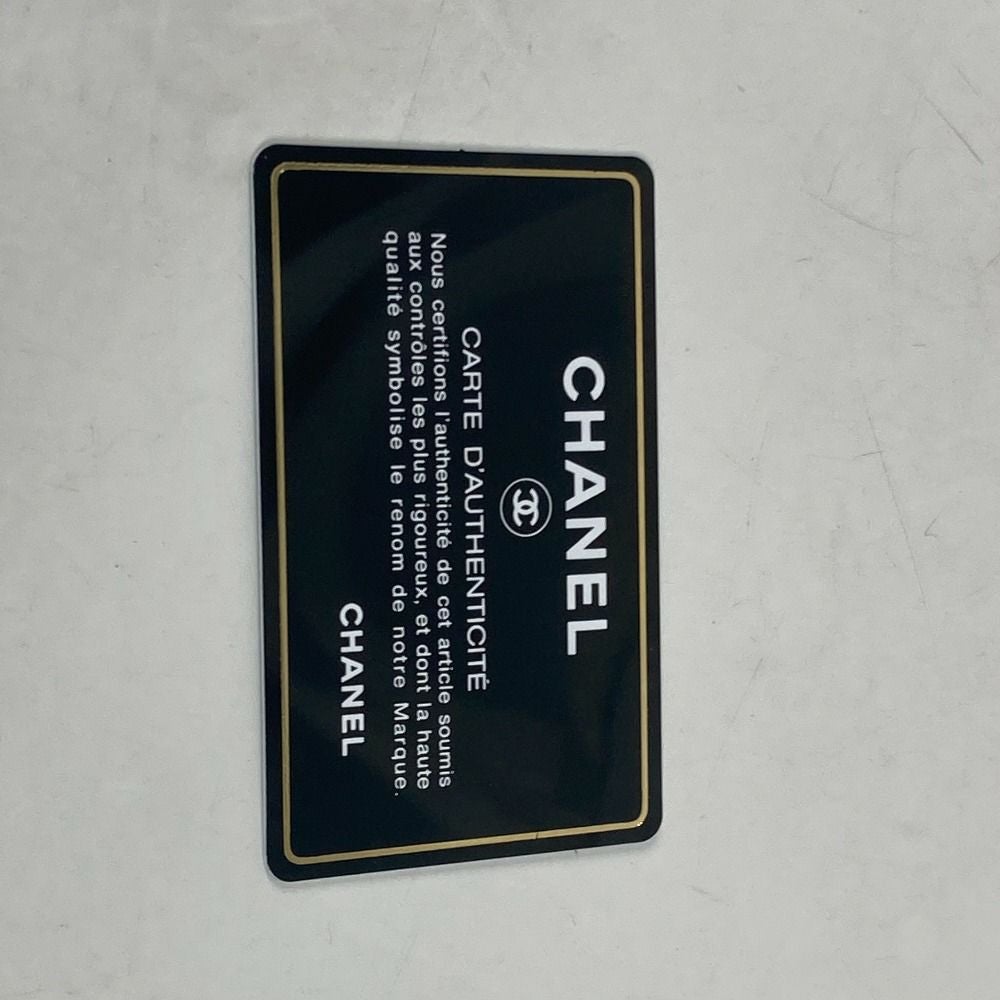 CHANEL
CARTE D'AUTHENTICITÉ
Nous certifions l'authenticité de cet article soumis
aux contrôles les plus rigoureux, et dont la haute
qualité symbolise le renom de notre Marque.
CHANEL